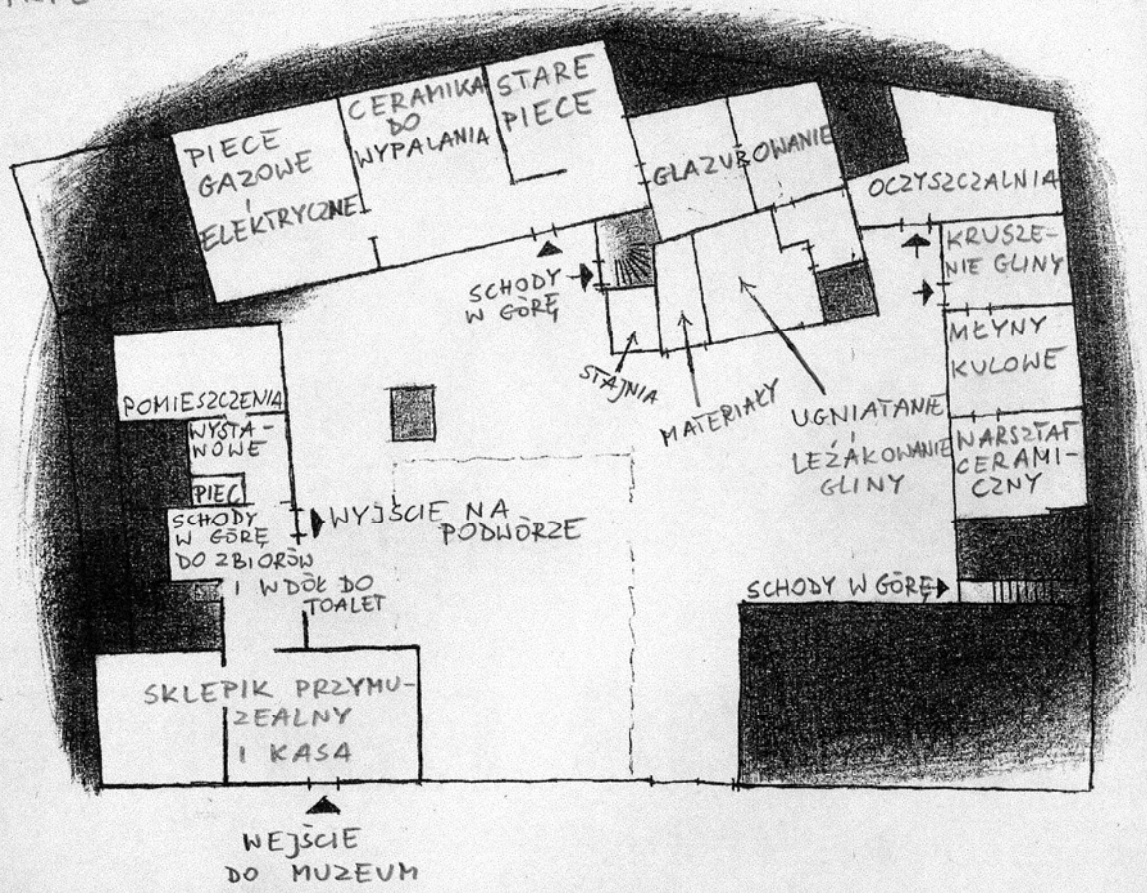 PIECE
GAZOWE
I
ELEKTRYCZNE
CERAMIKA
DO
WYPALANIA
STARE
PIECE
GLAZUROWANIE
OCZYSZCZALNIA
KRUSZE-
NIE GLINY
MŁYNY
KULOWE
WARSZTAT
CERAMI-
CZNY
SCHODY
W GÓRĘ
STAJNIA
MATERIAŁY
UGNIATANIE
I
LEŻAKOWANIE
GLINY
POMIESZCZENIA
WYSTA-
WOWE
PIEC
SCHODY
W GÓRĘ
DO ZBIORÓW
I W DÓŁ DO
TOALET
WYJŚCIE NA
PODWÓRZE
SCHODY W GÓRĘ
SKLEPIK PRZYMU-
ZEALNY
I KASA
WEJŚCIE
DO MUZEUM